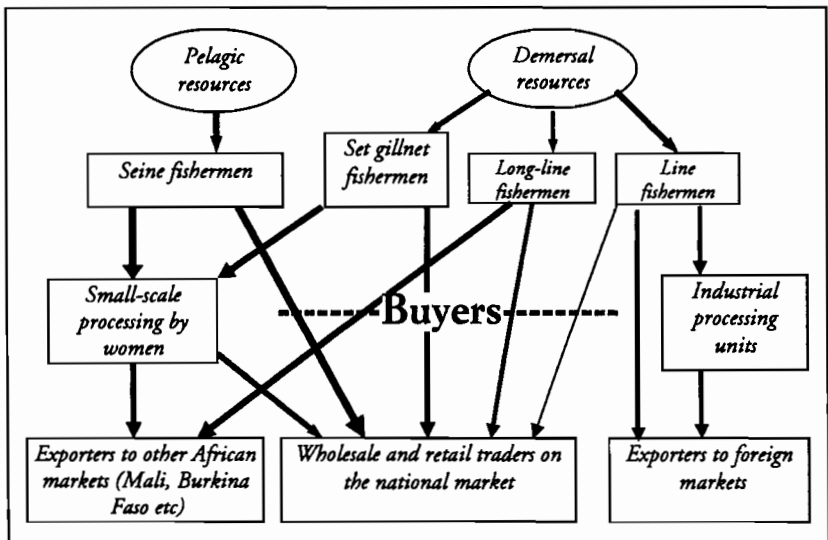 Pelagic
resources
Demersal
resources
Seine fishermen
Set gillnet
fishermen
Long-line
fishermen
Line
fishermen
Small-scale
processing by
women
Buyers
Industrial
processing
units
Exporters to other African
markets (Mali, Burkina
Faso etc)
Wholesale and retail traders on
the national market
Exporters to foreign
markets